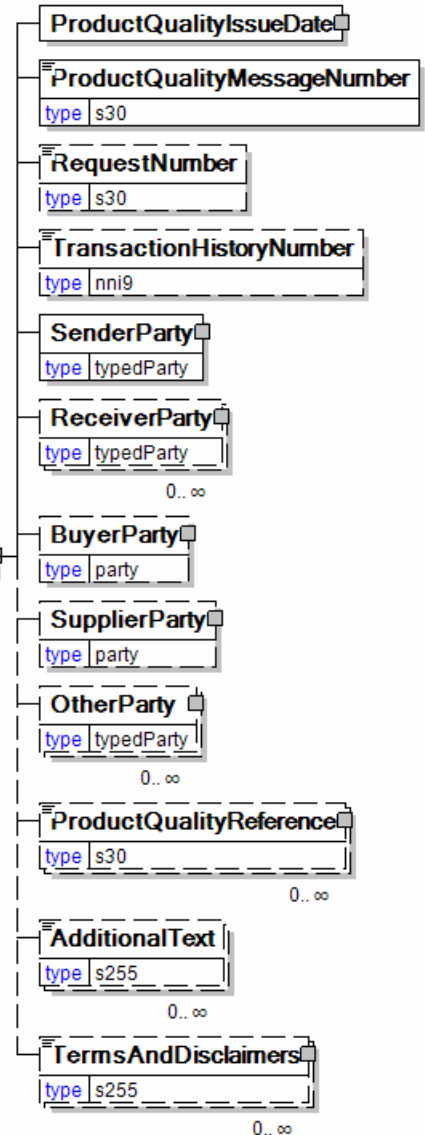 ProductQualityIssueDate
ProductQualityMessageNumber
type s30
RequestNumber
type s30
TransactionHistoryNumber
type nni9
SenderParty
type typedParty
ReceiverParty
type typedParty
0.. ∞
BuyerParty
type party
SupplierParty
type party
OtherParty
type typedParty
0.. ∞
ProductQualityReference
type s30
0.. ∞
AdditionalText
type s255
0.. ∞
TermsAndDisclaimers
type s255
0.. ∞